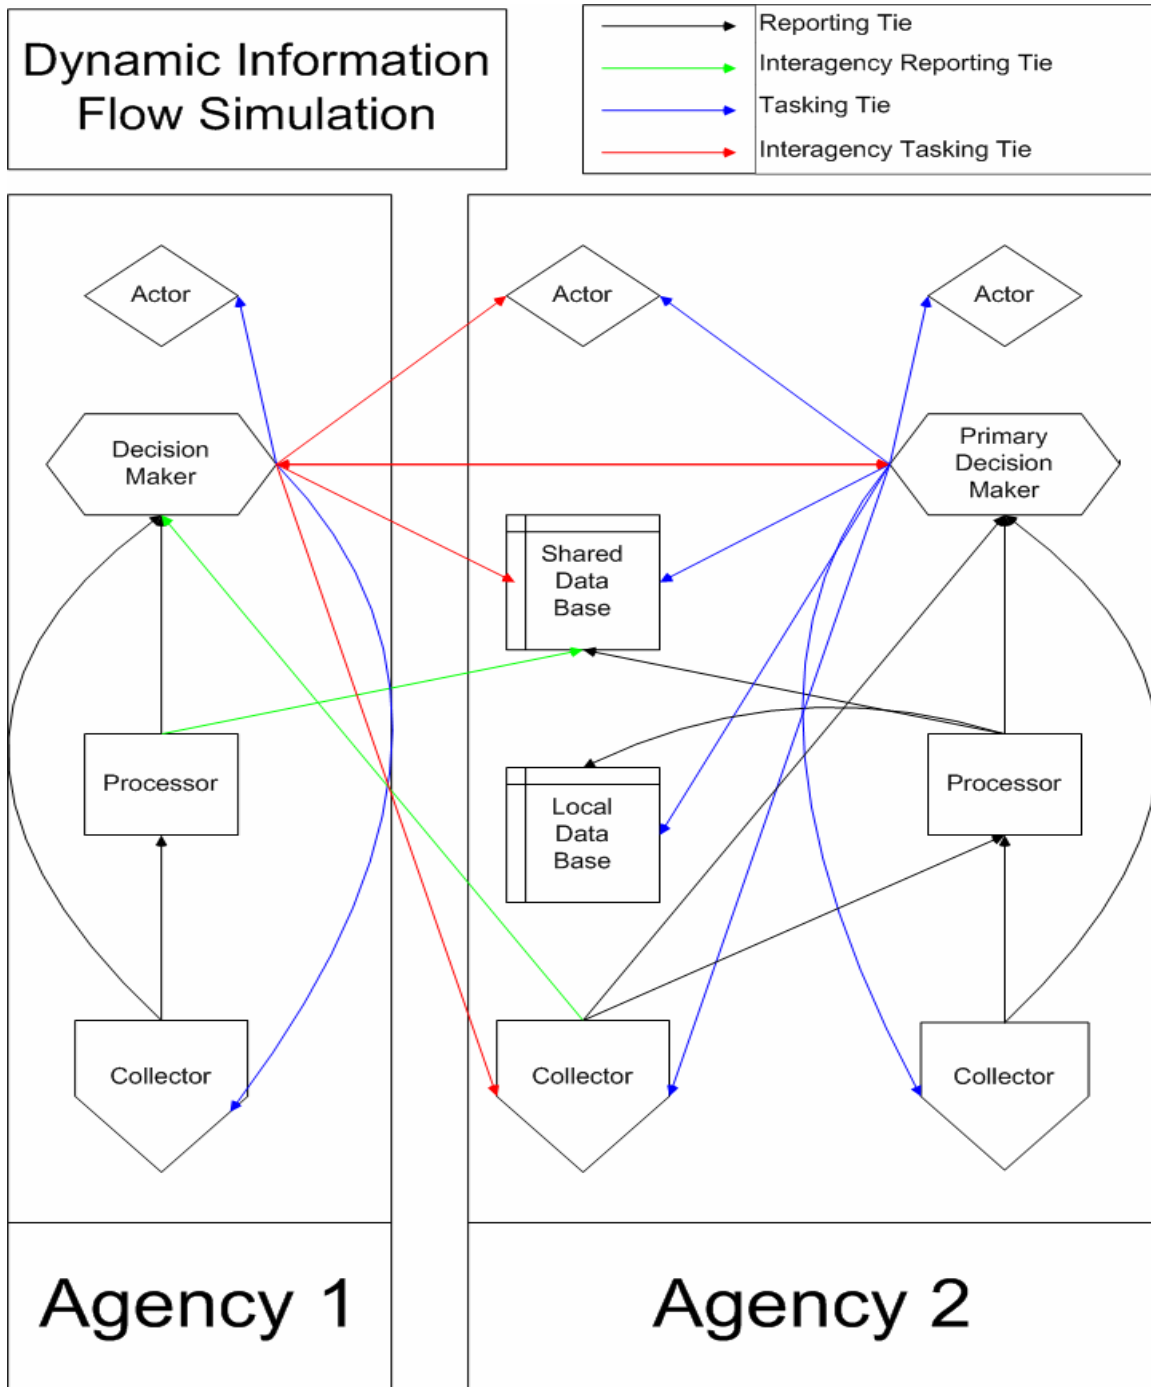 Dynamic Information
Flow Simulation
Reporting Tie
Interagency Reporting Tie
Tasking Tie
Interagency Tasking Tie
Actor
Actor
Actor
Decision
Maker
Primary
Decision
Maker
Shared
Data
Base
Processor
Local
Data
Base
Processor
Collector
Collector
Collector
Agency 1
Agency 2